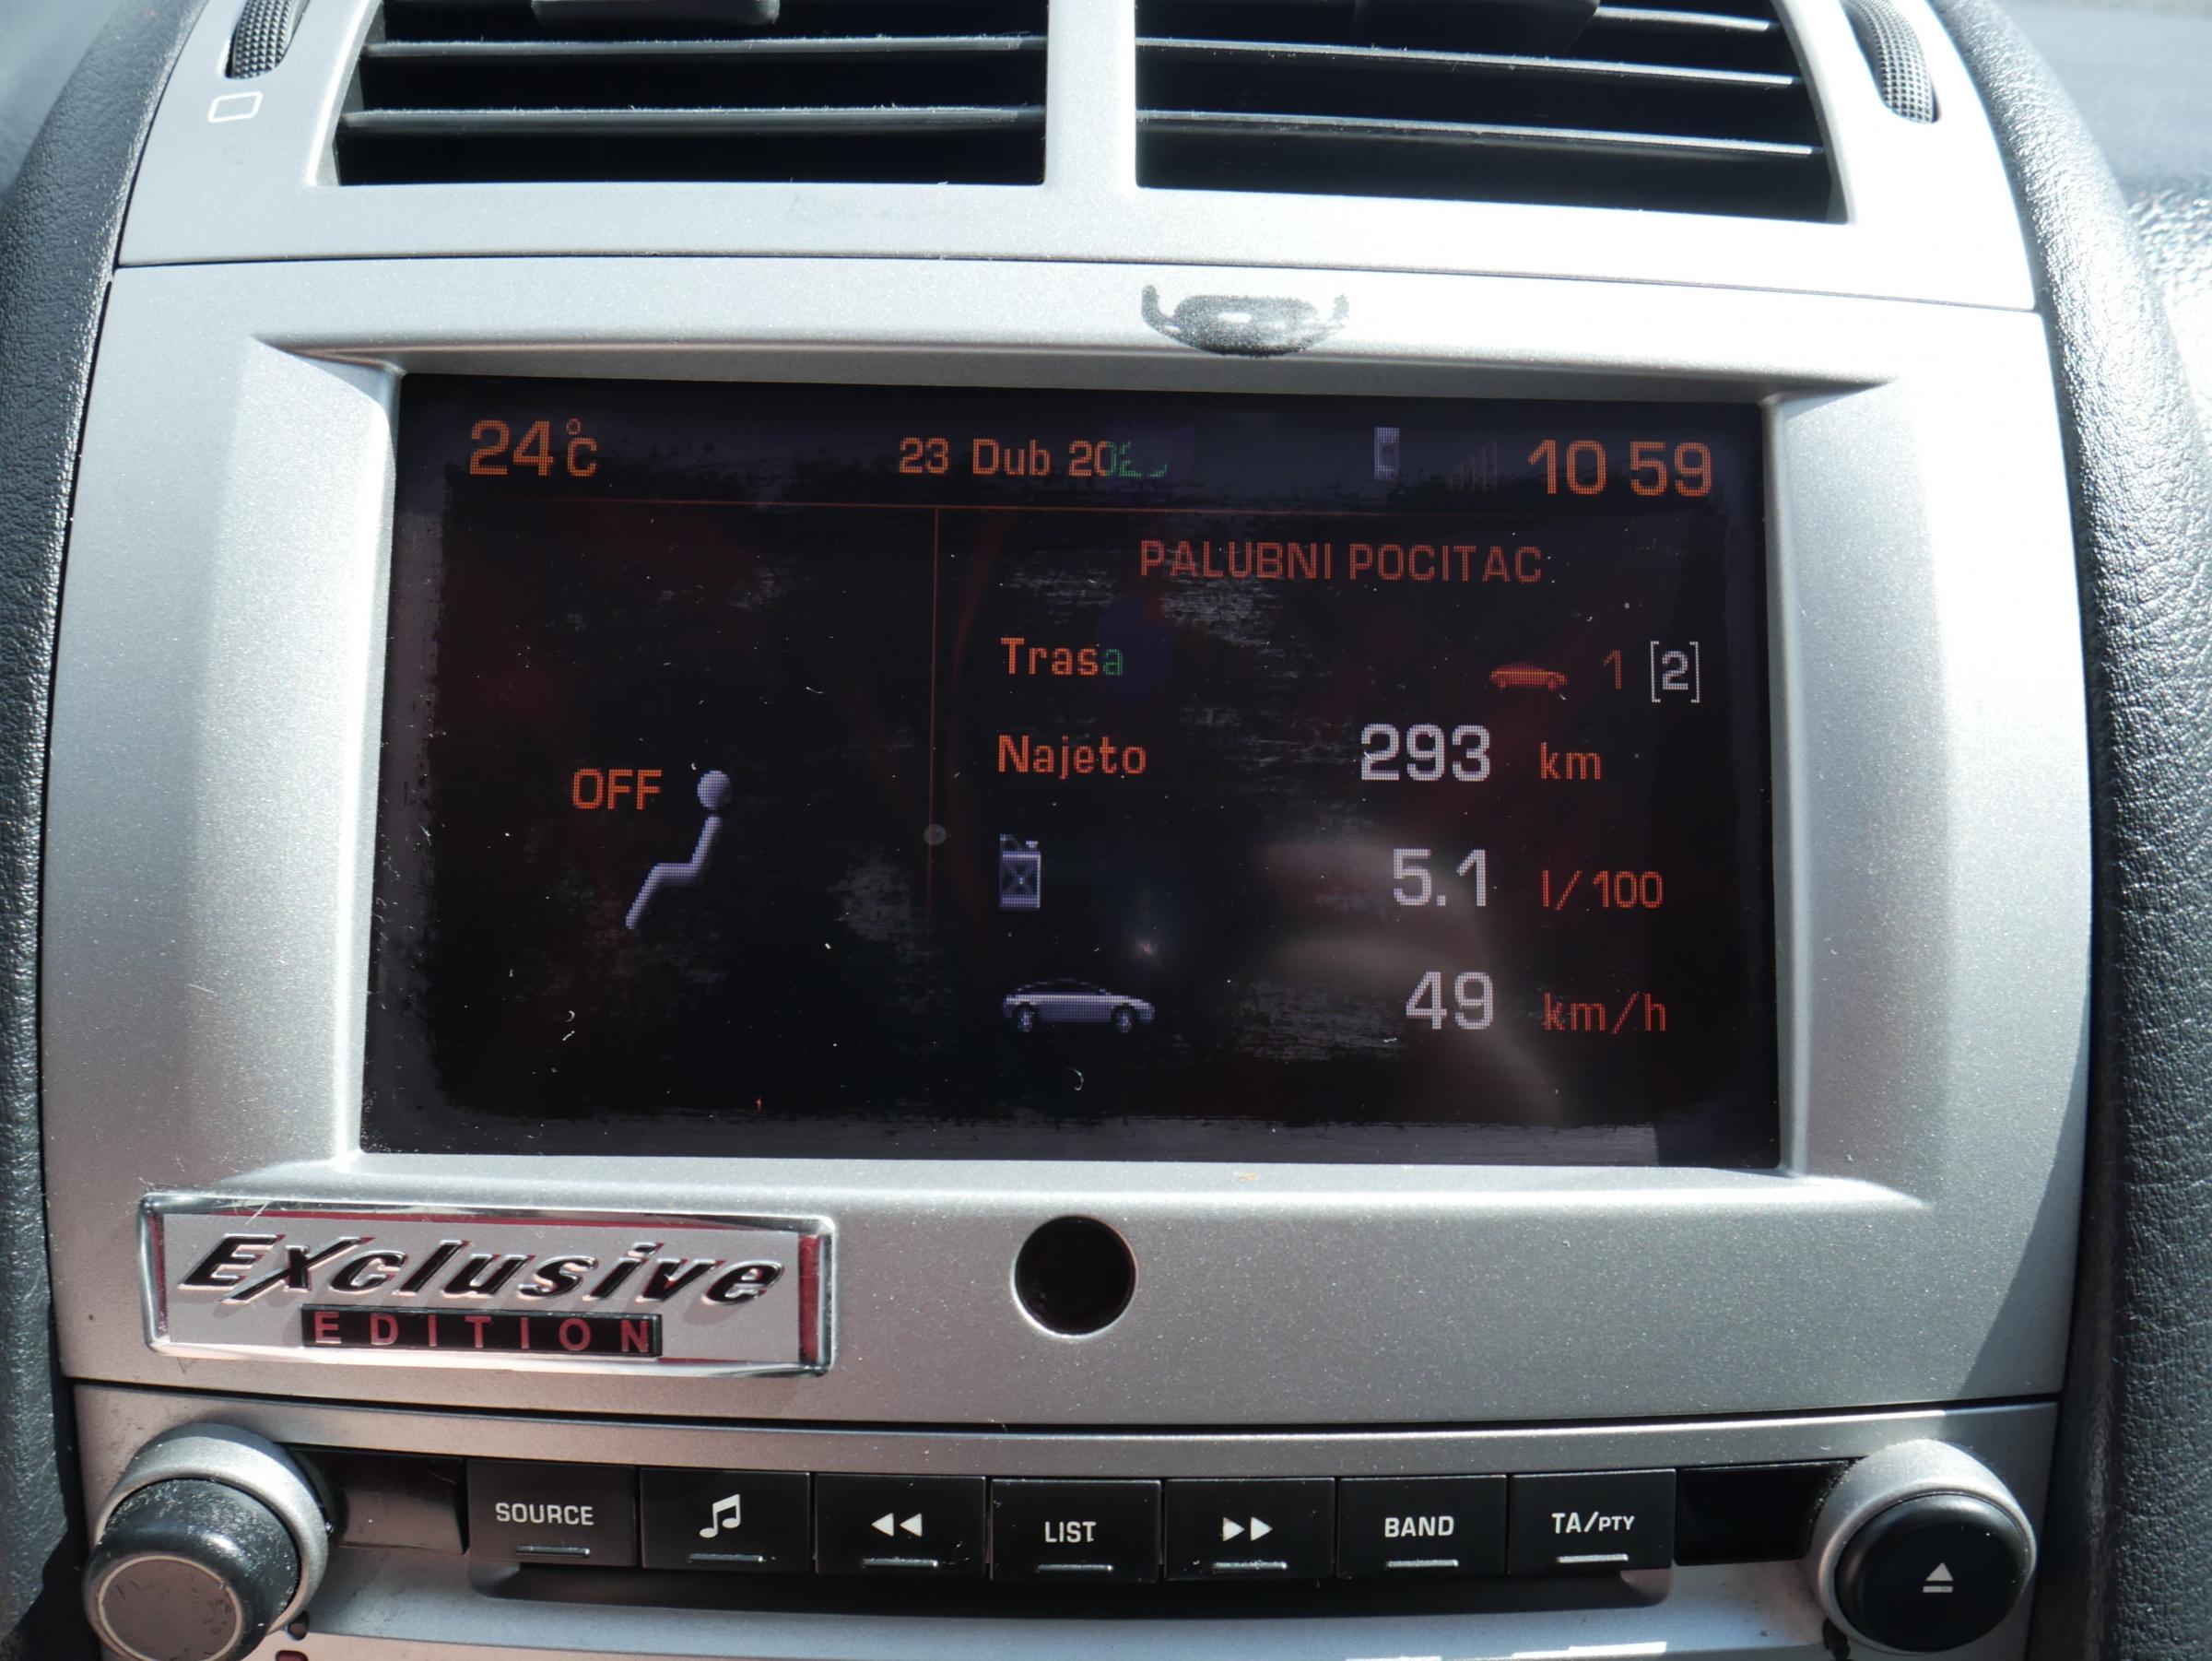 24°C 23 Dub 10 59
PALUBNI POCITAC
Trasa 1 [2]
Najeto 293 km
OFF
5.1 l/100
49 km/h
Exclusive
EDITION
SOURCE LIST BAND TA/PTY